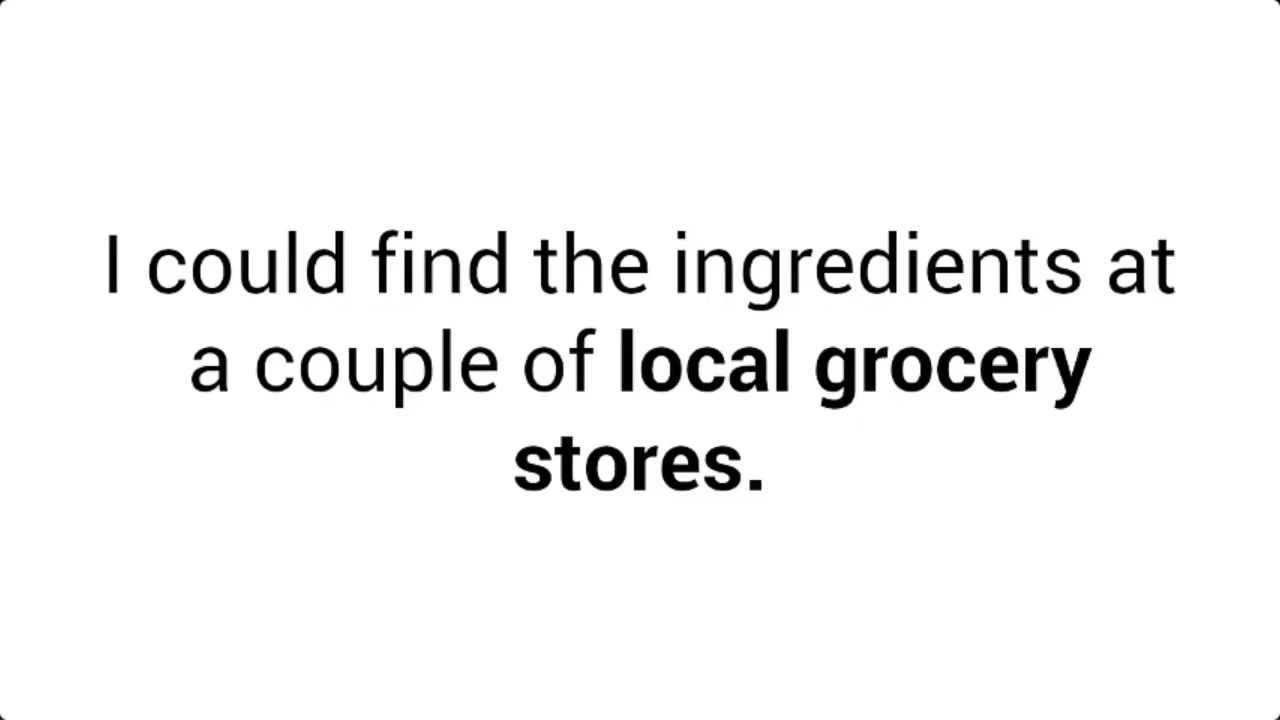 I could find the ingredients at
a couple of local grocery
stores.